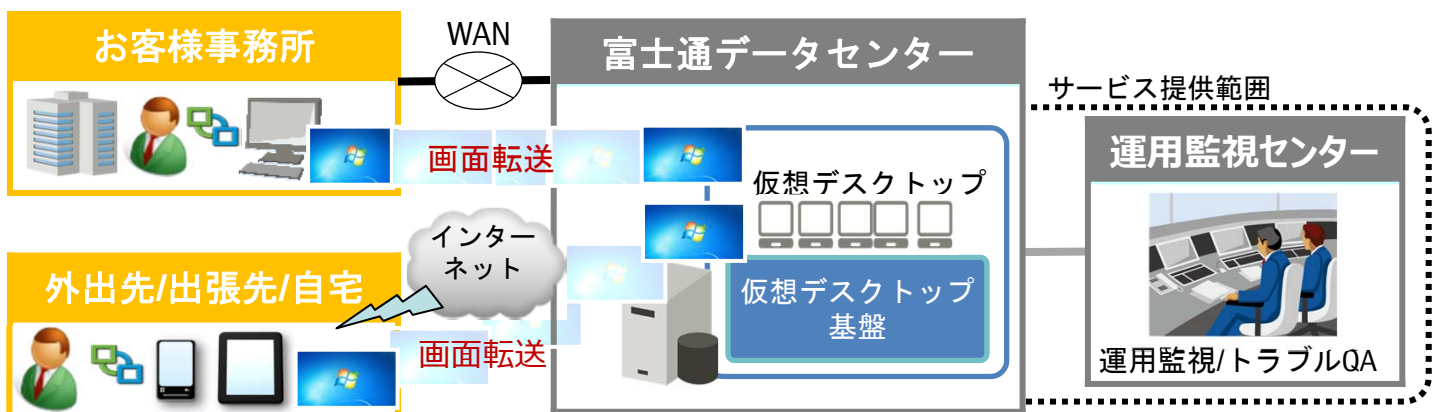 お客様事務所
WAN
富士通データセンター
サービス提供範囲
運用監視センター
画面転送
仮想デスクトップ
インター
ネット
外出先/出張先/自宅
仮想デスクトップ
基盤
画面転送
運用監視/トラブルQA